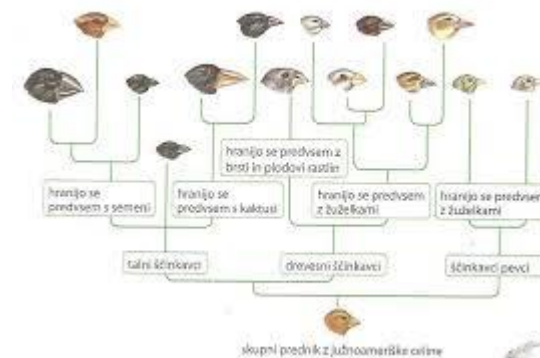 hranijo se predvsem z
brsti in plodovi rastlin
hranijo se
predvsem s semeni
hranijo se
predvsem s kaktusi
hranijo se predvsem
z žuželkami
hranijo se predvsem
z žuželkami
talni ščinkavci
drevesni ščinkavci
ščinkavci pevci
skupni prednik z južnoameriške celine